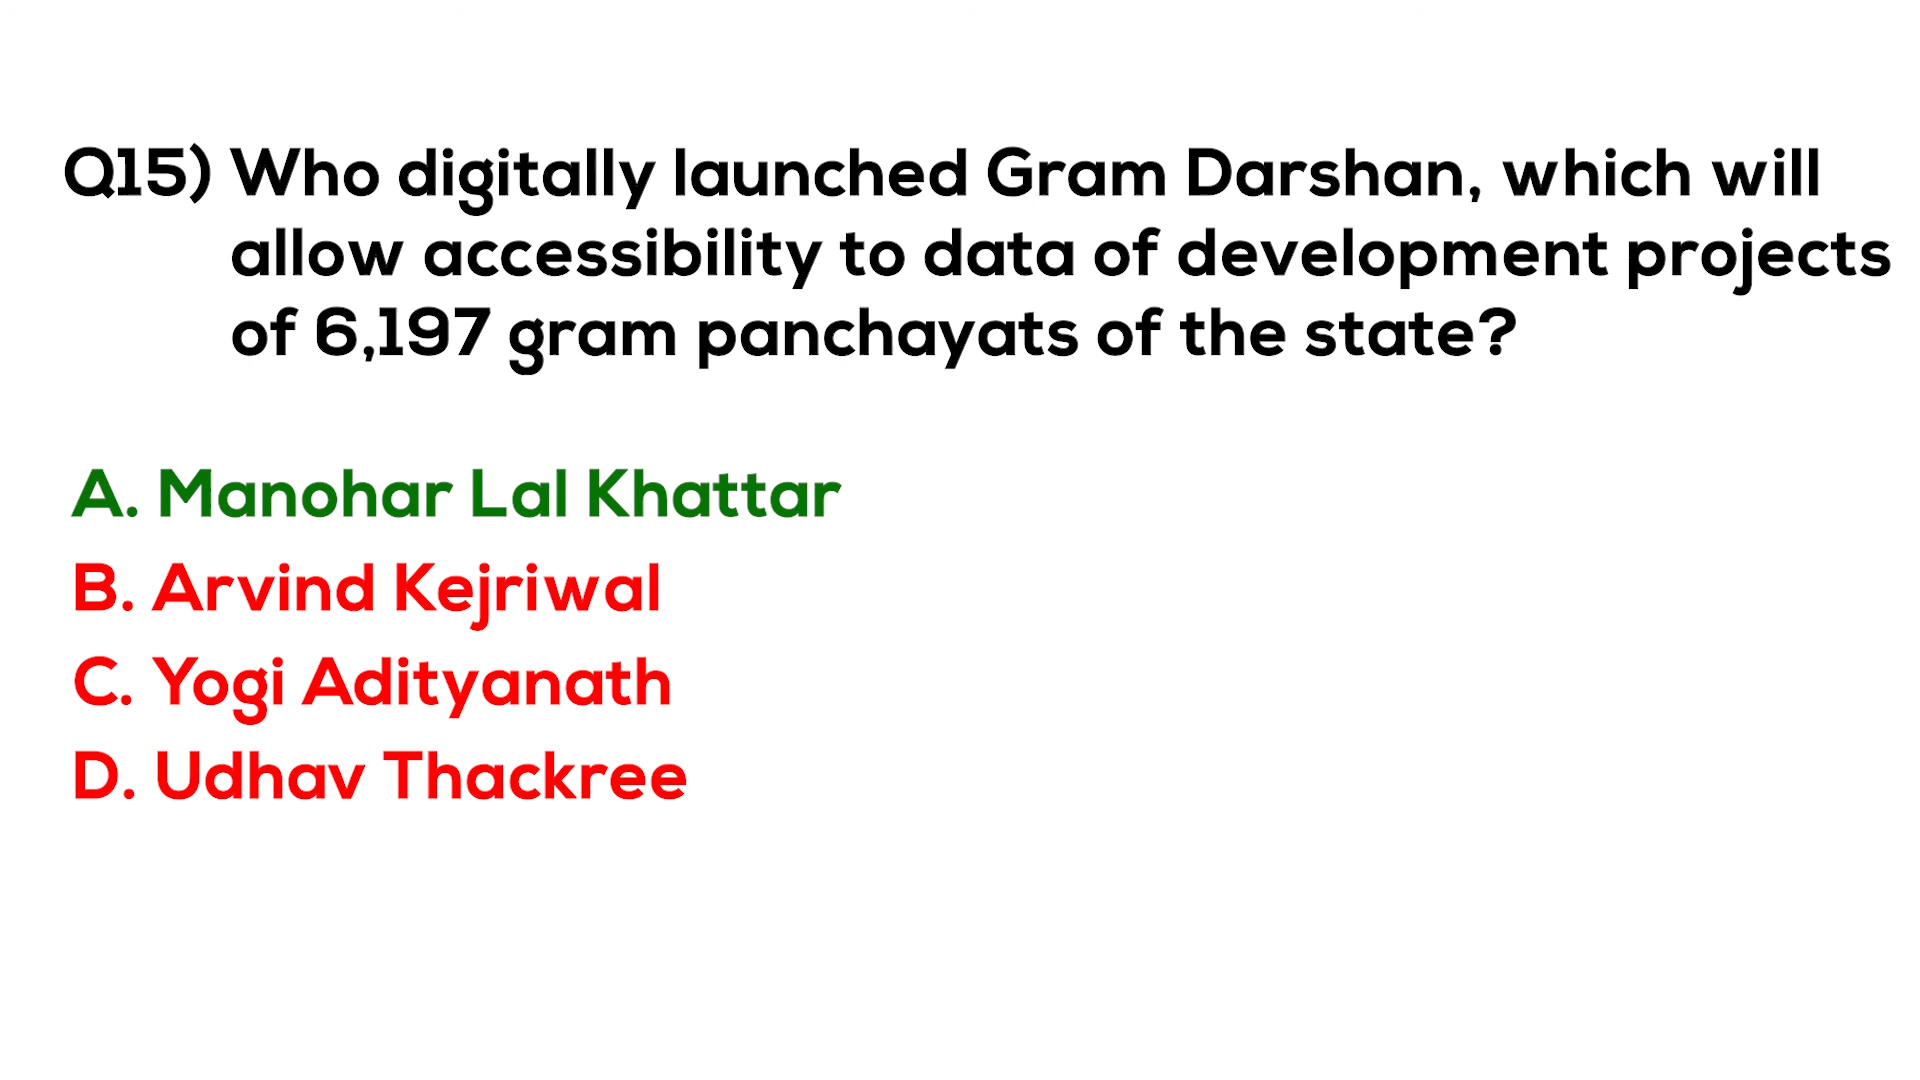 Q15) Who digitally launched Gram Darshan, which will
allow accessibility to data of development projects
of 6,197 gram panchayats of the state?
A. Manohar Lal Khattar
B. Arvind Kejriwal
C. Yogi Adityanath
D. Udhav Thackree